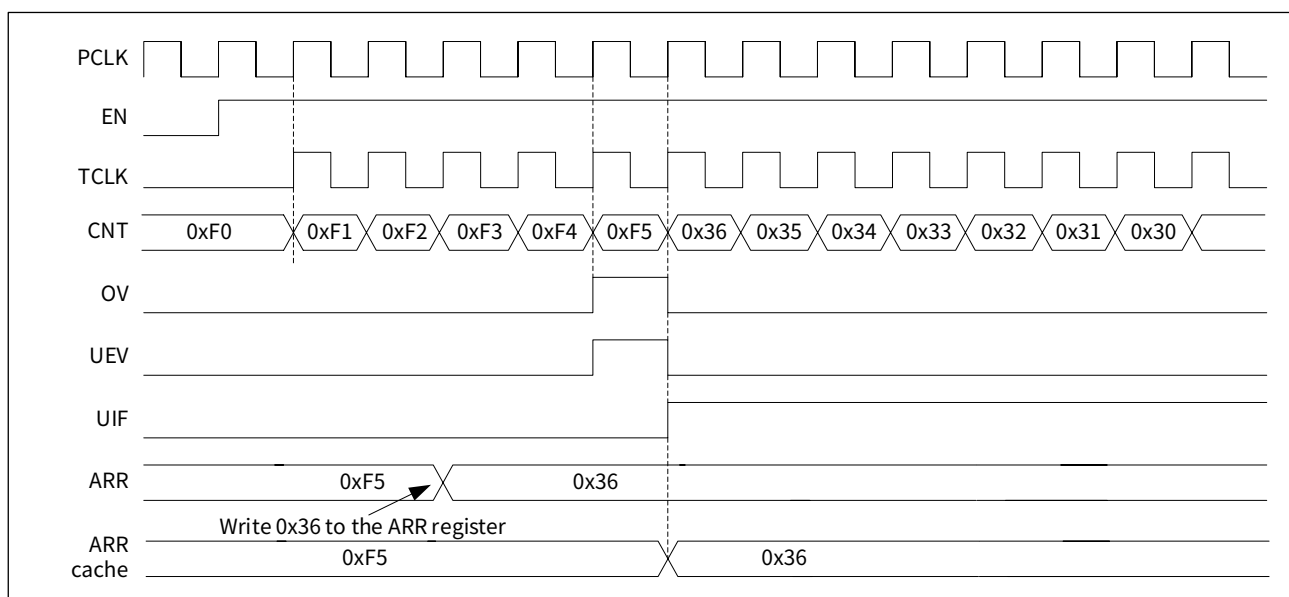 PCLK
EN
TCLK
CNT 0xF0 0xF1 0xF2 0xF3 0xF4 0xF5 0x36 0x35 0x34 0x33 0x32 0x31 0x30
OV
UEV
UIF
ARR 0xF5 0x36
Write 0x36 to the ARR register
ARR
cache 0xF5 0x36